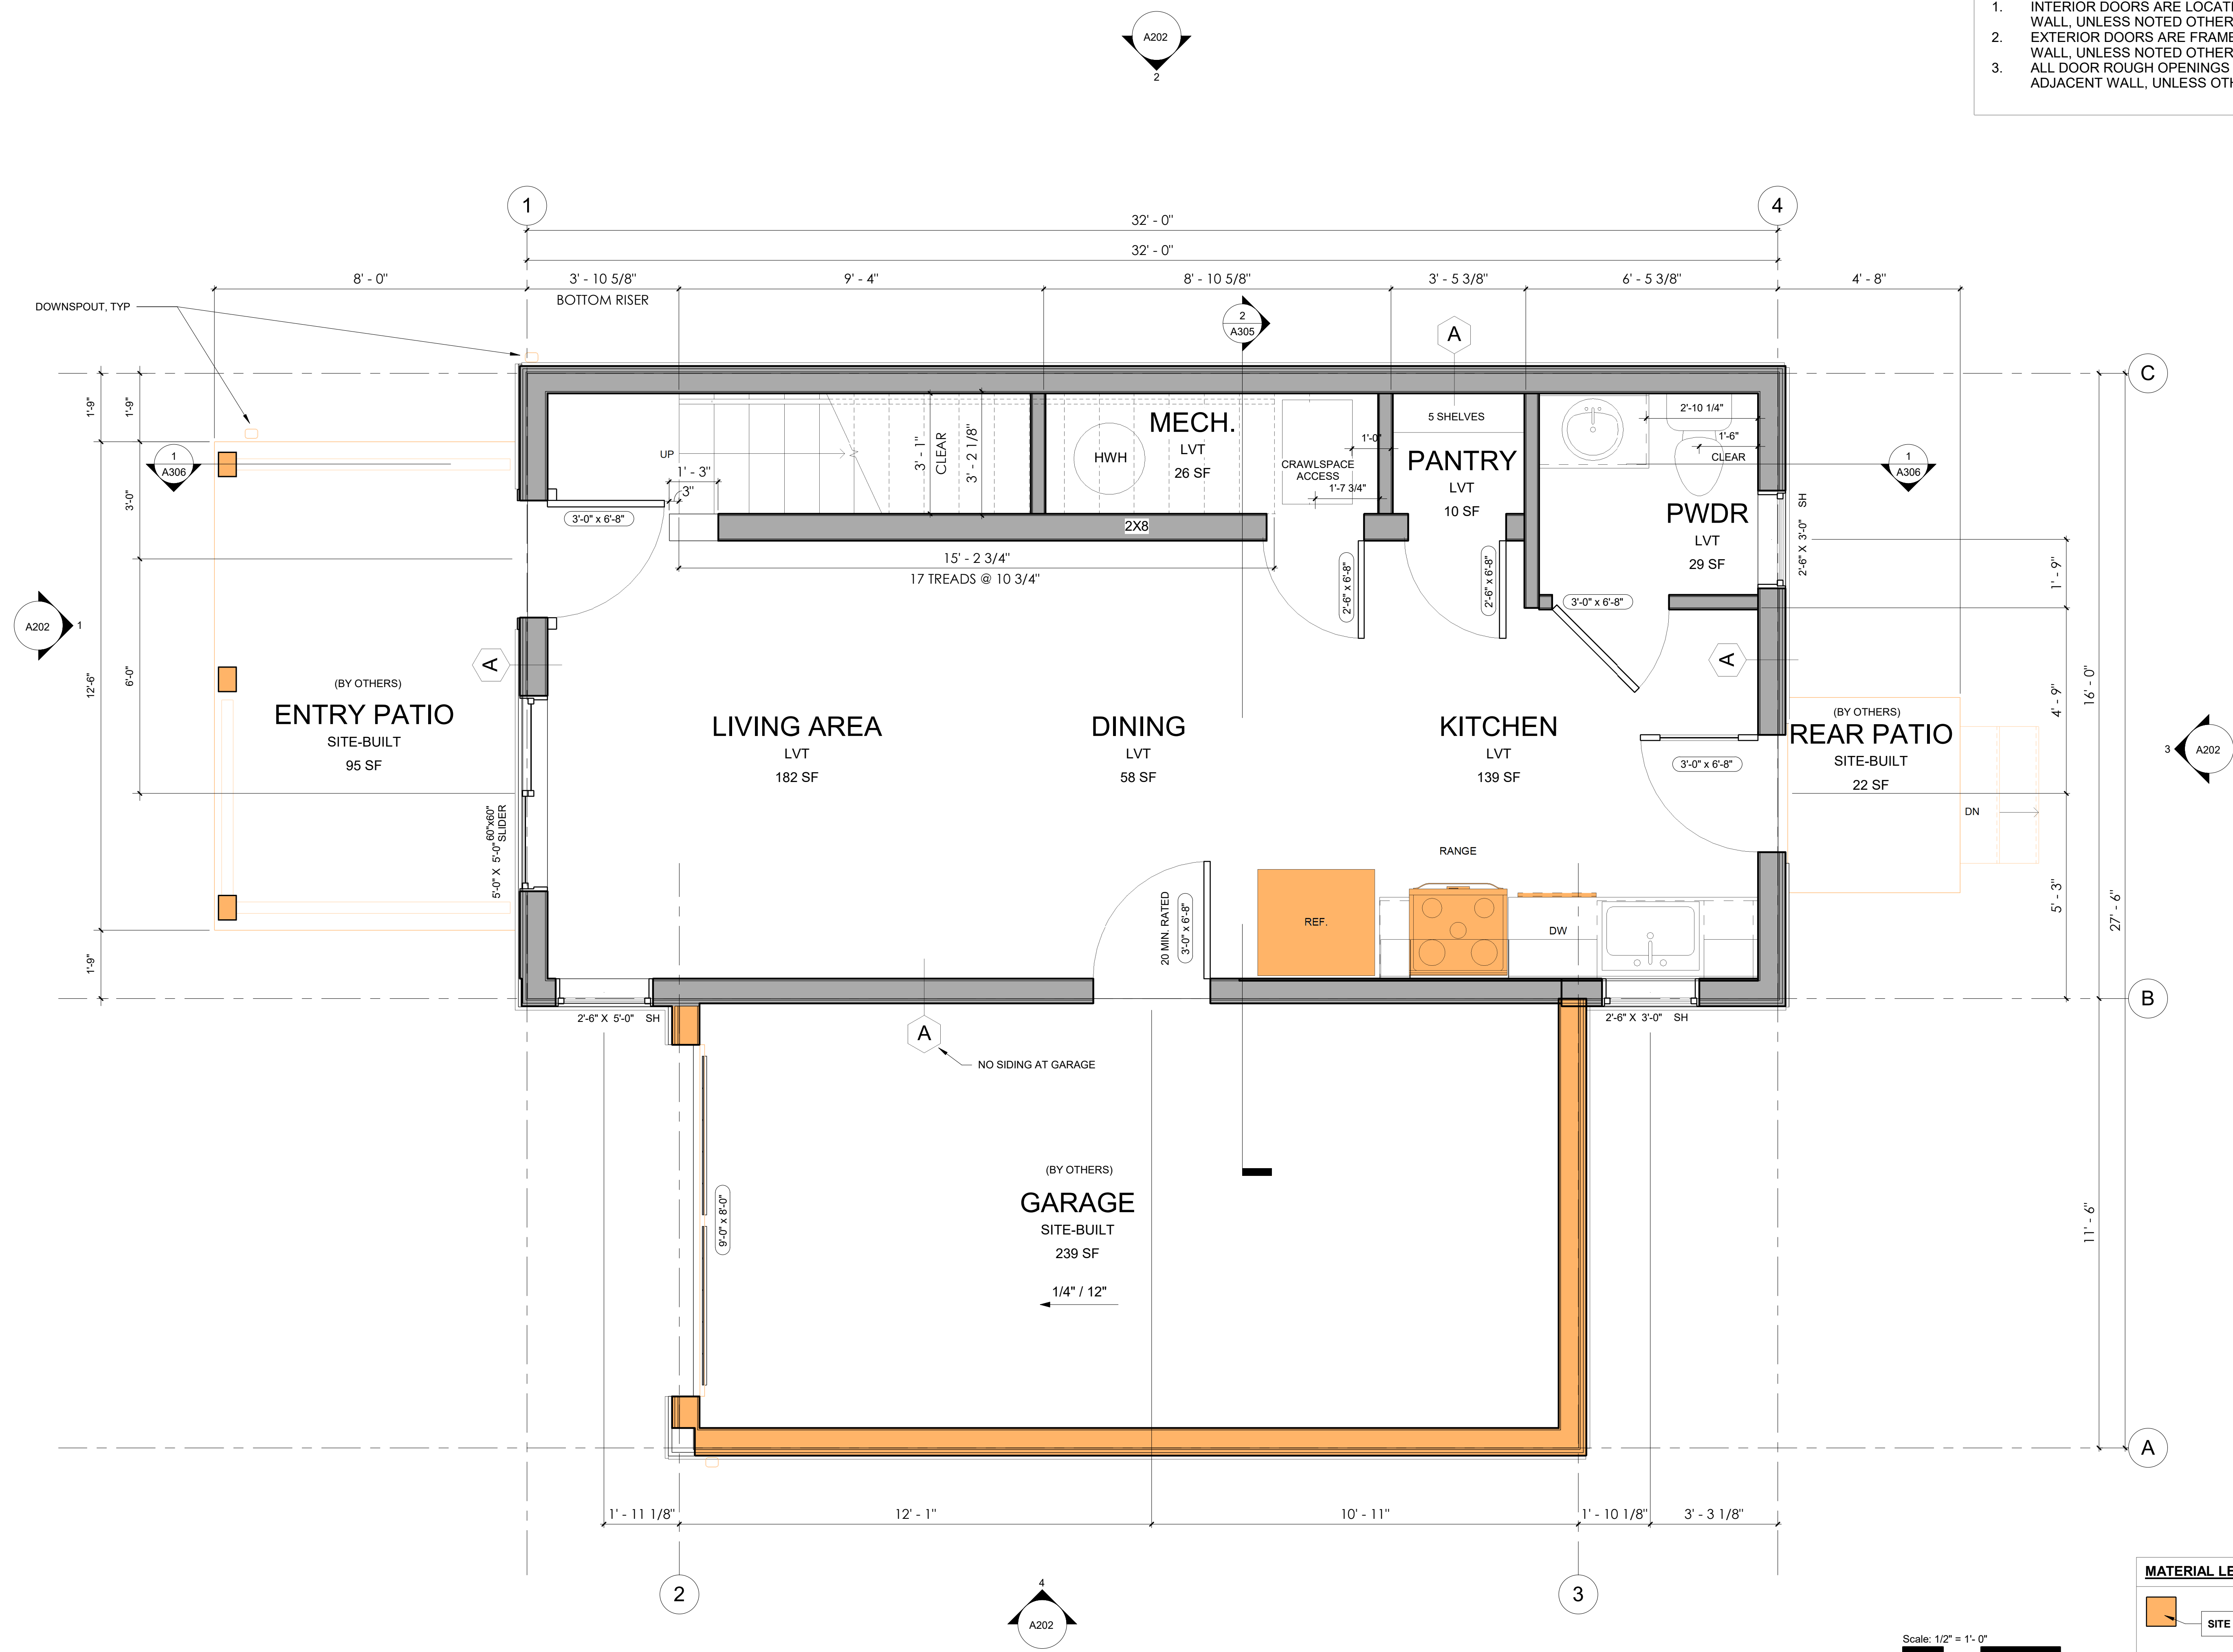 1. INTERIOR DOORS ARE
WALL, UNLESS NOTED
2. EXTERIOR DOORS ARE
WALL, UNLESS NOTED
3. ALL DOOR ROUGH OPENINGS
ADJACENT WALL, UNLESS
A202
2
1
4
32' - 0"
32' - 0"
8' - 0"
3' - 10 5/8"
9' - 4"
8' - 10 5/8"
3' - 5 3/8"
6' - 5 3/8"
4' - 8"
BOTTOM RISER
DOWNSPOUT, TYP
2
A305
A
C
1'-9"
1'-9"
5 SHELVES
2'-10 1/4"
MECH.
LVT
26 SF
HWH
UP
3' - 1"
CLEAR
3' - 2 1/8"
1' - 3"
3"
1'-0"
CRAWLSPACE
ACCESS
1'-7 3/4"
PANTRY
LVT
10 SF
1'-6"
CLEAR
1
A306
1
A306
3'-0"
3'-0" x 6'-8"
2X8
PWDR
LVT
29 SF
2'-6" X 3'-0" SH
15' - 2 3/4"
17 TREADS @ 10 3/4"
2'-6" x 6'-8"
2'-6" x 6'-8"
3'-0" x 6'-8"
1' - 9"
A202
1
A
A
12'-6"
6'-0"
(BY OTHERS)
ENTRY PATIO
SITE-BUILT
95 SF
LIVING AREA
LVT
182 SF
DINING
LVT
58 SF
KITCHEN
LVT
139 SF
3'-0" x 6'-8"
(BY OTHERS)
REAR PATIO
SITE-BUILT
22 SF
DN
4' - 9"
16' - 0"
3
A202
60"x60"
SLIDER
5'-0" X 5'-0"
RANGE
REF.
DW
20 MIN. RATED
3'-0" x 6'-8"
5' - 3"
27' - 6"
1'-9"
B
2'-6" X 5'-0" SH
2'-6" X 3'-0" SH
A
NO SIDING AT GARAGE
(BY OTHERS)
GARAGE
SITE-BUILT
239 SF
1/4" / 12"
9'-0" x 8'-0"
11' - 6"
A
1' - 11 1/8"
12' - 1"
10' - 11"
1' - 10 1/8"
3' - 3 1/8"
2
3
4
A202
MATERIAL
SITE
Scale: 1/2" = 1'- 0"